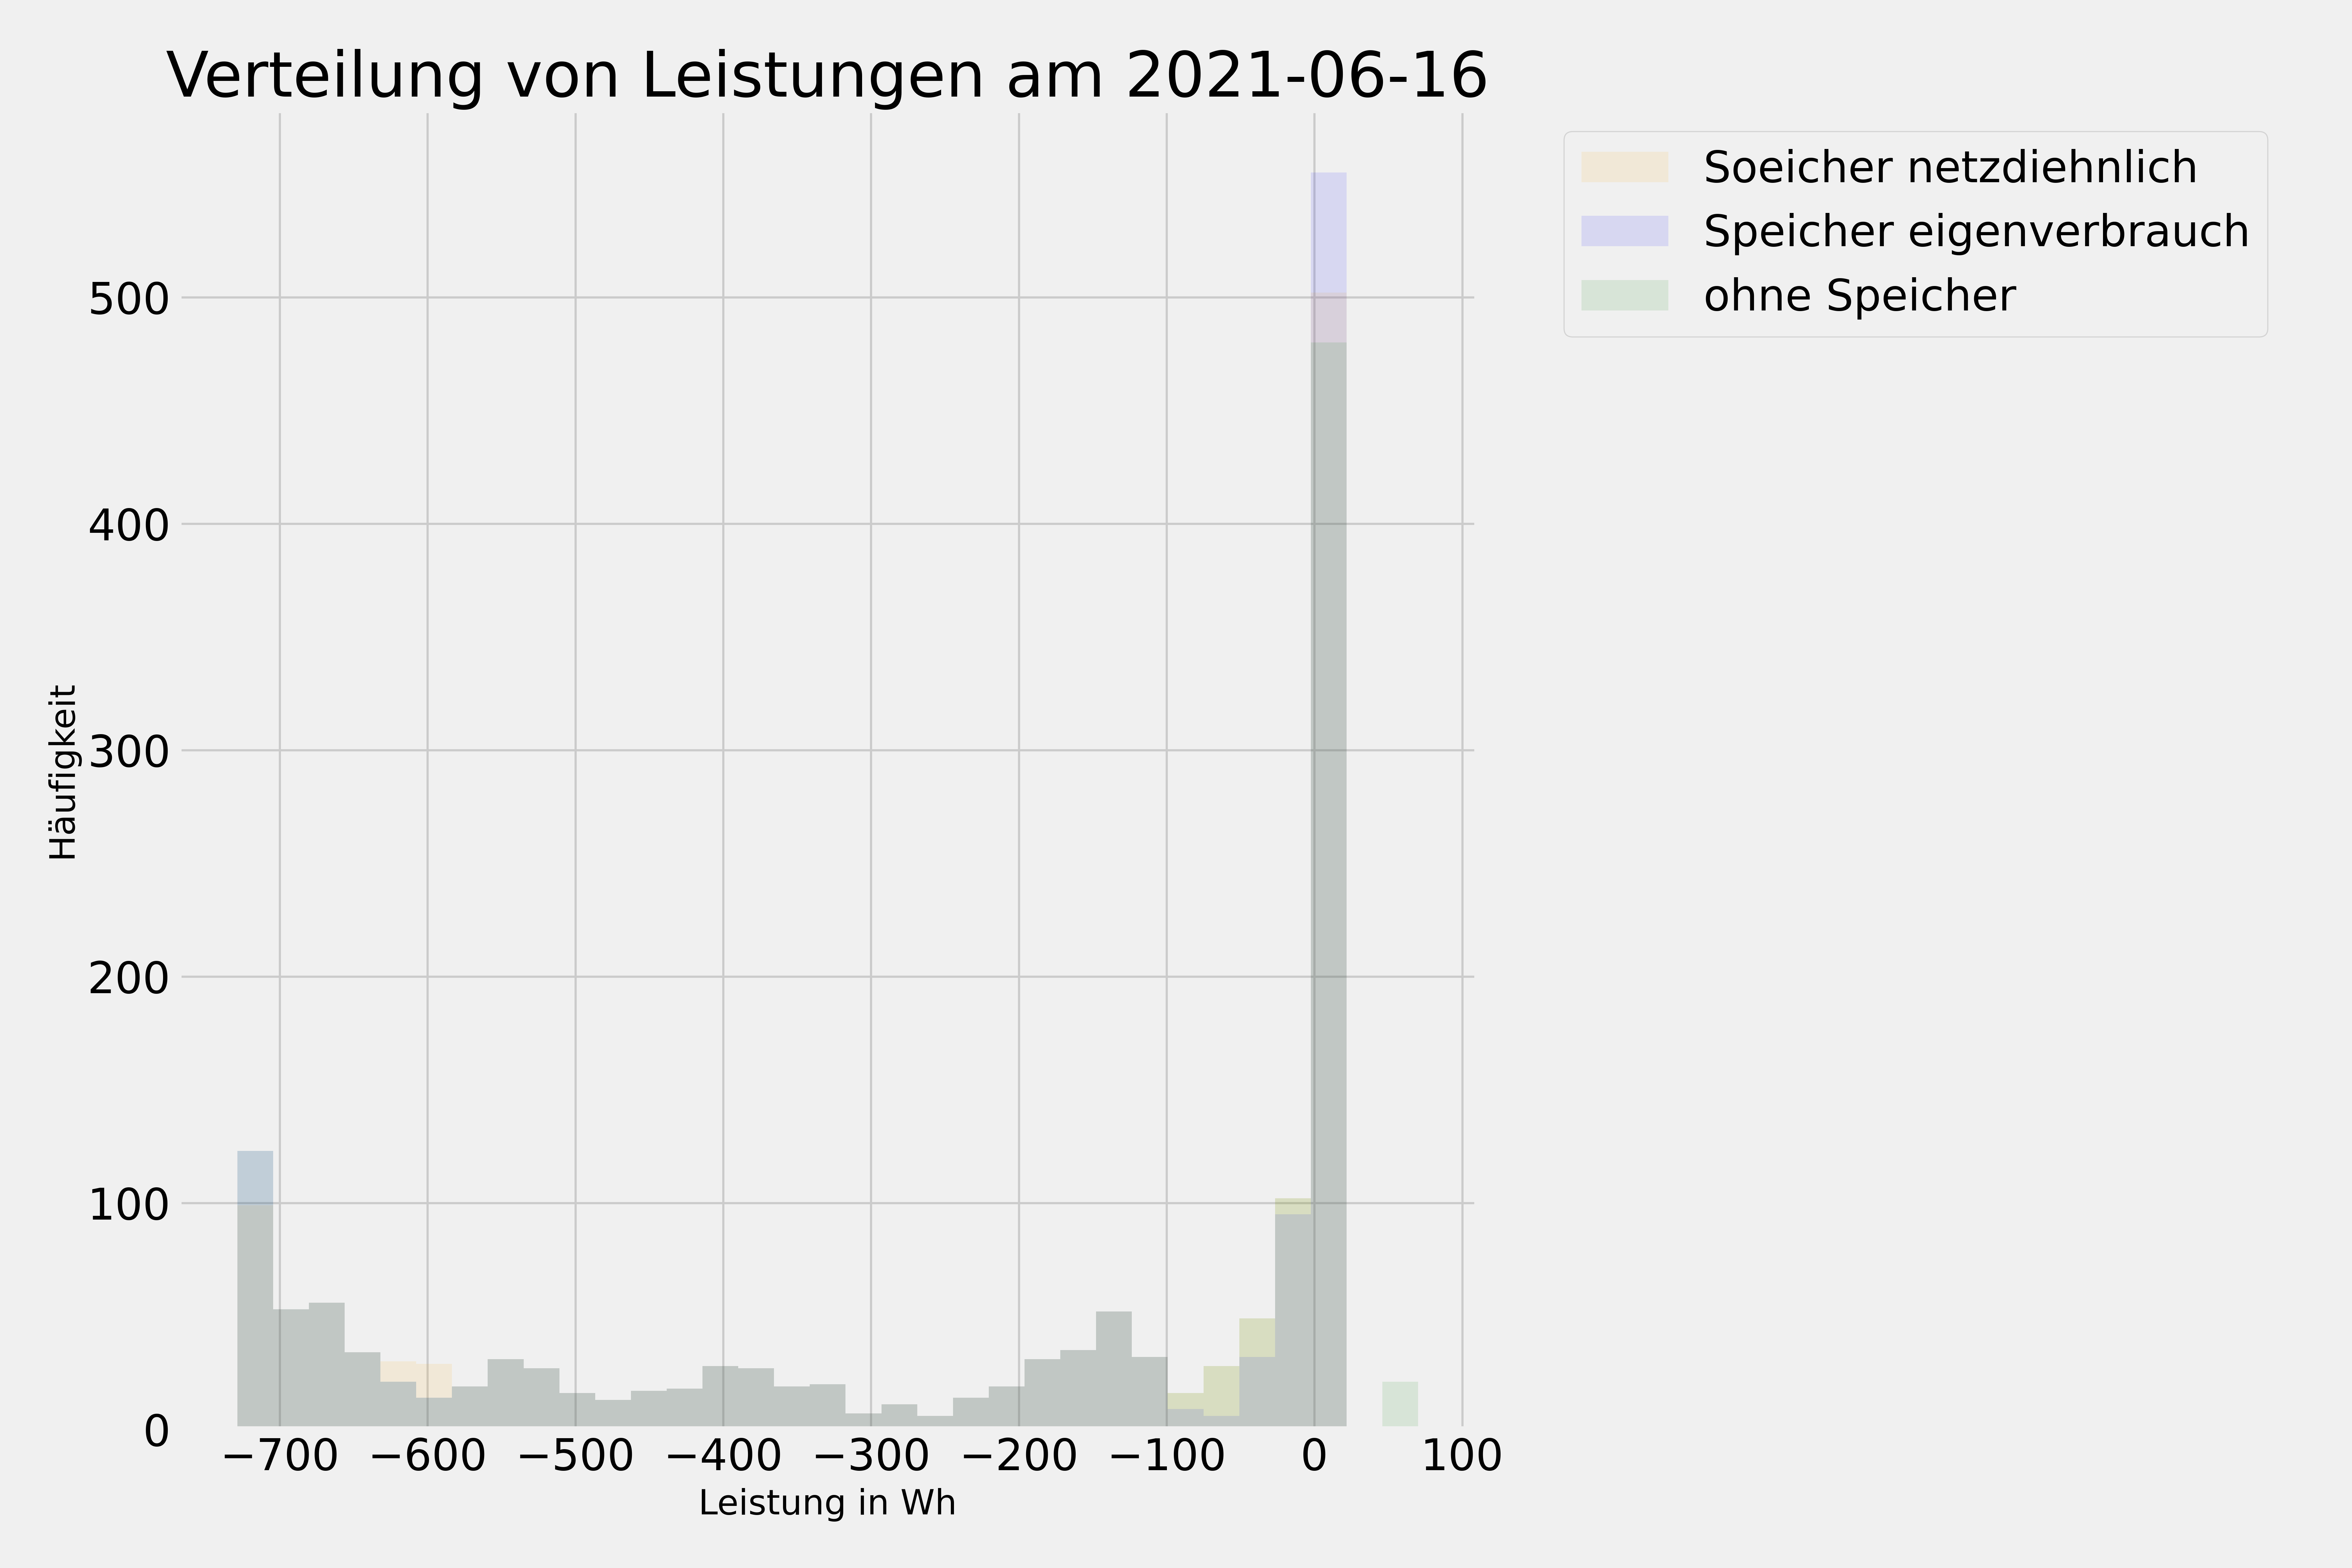 Verteilung von Leistungen am 2021-06-16
Soeicher netzdiehnlich
Speicher eigenverbrauch
ohne Speicher
Häufigkeit
500
400
300
200
100
0
−700 −600 −500 −400 −300 −200 −100 0 100
Leistung in Wh